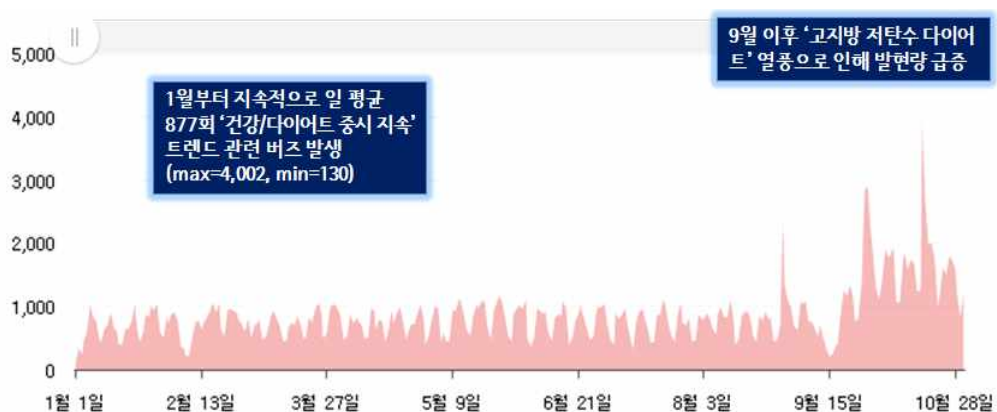 9월 이후 ‘고지방 저탄수 다이어
트’ 열풍으로 인해 발현량 급증
1월부터 지속적으로 일 평균
877회 ‘건강/다이어트 중시 지속’
트렌드 관련 버즈 발생
(max=4,002, min=130)
5,000
4,000
3,000
2,000
1,000
0
1월 1일 2월 13일 3월 27일 5월 9일 6월 21일 8월 3일 9월 15일 10월 28일